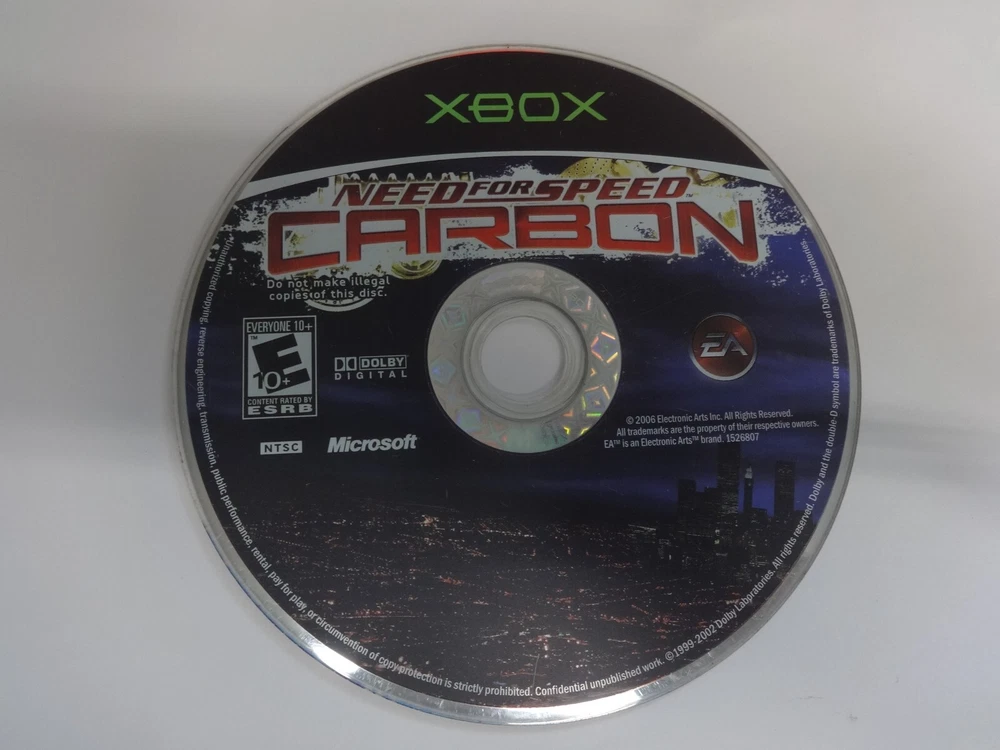 XBOX
NEED FOR SPEED
CARBON
Do not make illegal
copies of this disc.
EVERYONE 10+
™
E
10+
CONTENT RATED BY
ESRB
DOLBY
DIGITAL
NTSC
Microsoft
EA
™
© 2006 Electronic Arts Inc. All Rights Reserved.
All trademarks are the property of their respective owners.
EA™ is an Electronic Arts™ brand. 1526807
Unauthorized copying, reverse engineering, transmission, public performance, rental, pay for play, or circumvention of copy protection is strictly prohibited. Confidential unpublished work. ©1999-2002 Dolby Laboratories. All rights reserved. Dolby and the double-D symbol are trademarks of Dolby Laboratories.